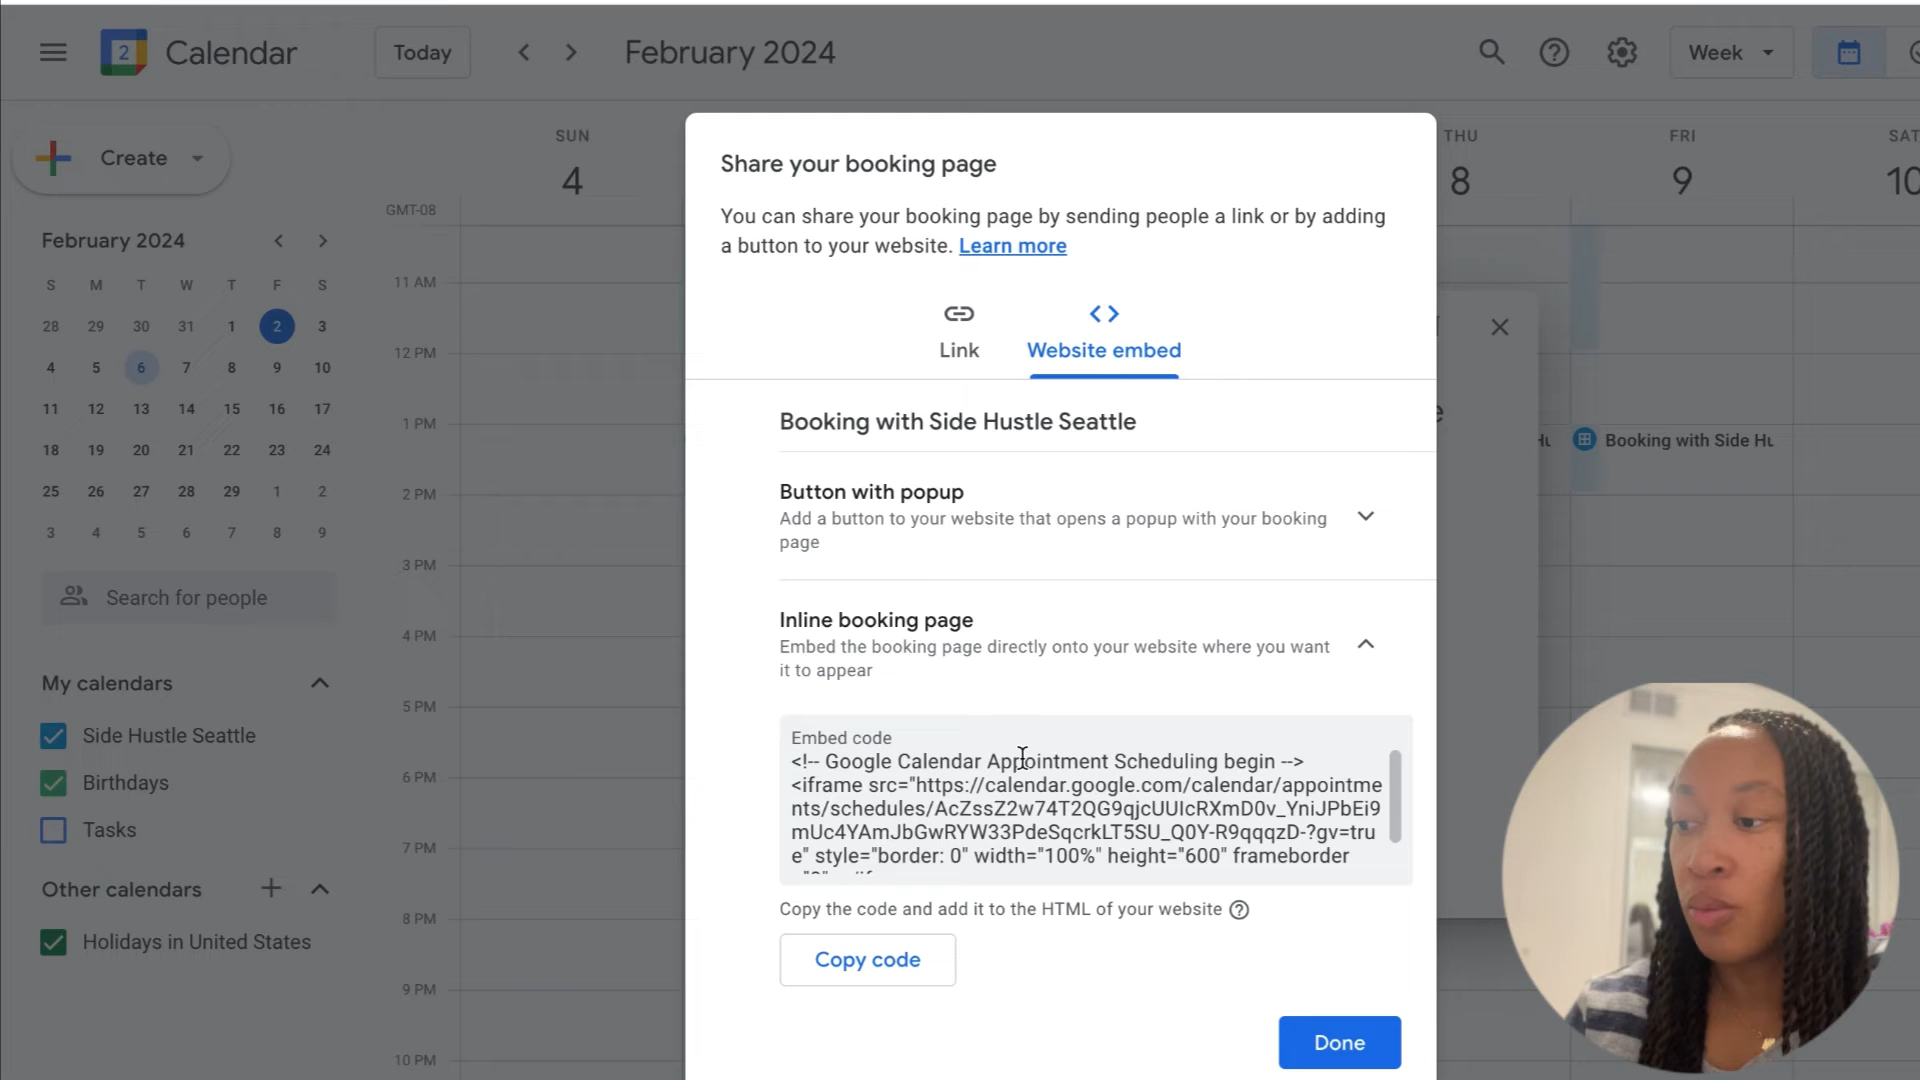 2 Calendar Today February 2024 Week
Create
February 2024
S M T W T F S
28 29 30 31 1 2 3
4 5 6 7 8 9 10
11 12 13 14 15 16 17
18 19 20 21 22 23 24
25 26 27 28 29 1 2
3 4 5 6 7 8 9
Search for people
My calendars
Side Hustle Seattle
Birthdays
Tasks
Other calendars
Holidays in United States
SUN THU FRI SAT
4 8 9 10
GMT-08
11 AM
12 PM
1 PM
2 PM
3 PM
4 PM
5 PM
6 PM
7 PM
8 PM
9 PM
10 PM
Share your booking page
You can share your booking page by sending people a link or by adding
a button to your website. Learn more
Link Website embed
Booking with Side Hustle Seattle
Button with popup
Add a button to your website that opens a popup with your booking
page
Inline booking page
Embed the booking page directly onto your website where you want
it to appear
Embed code
<!-- Google Calendar Appointment Scheduling begin -->
<iframe src="https://calendar.google.com/calendar/appointme
nts/schedules/AcZssZ2w74T2QG9qjcUUIcRXmD0v_YniJPbEi9
mUc4YAmJbGwRYW33PdeSqcrkLT5SU_Q0Y-R9qqqzD-?gv=tru
e" style="border: 0" width="100%" height="600" frameborder
Copy the code and add it to the HTML of your website
Copy code
Done
Booking with Side Hu